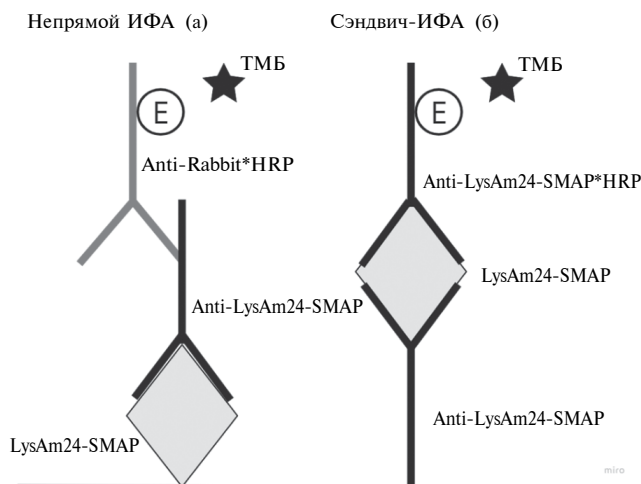 Непрямой ИФА (а)
ТМБ
E
Anti-Rabbit*HRP
Anti-LysAm24-SMAP
LysAm24-SMAP
Сэндвич-ИФА (б)
ТМБ
E
Anti-LysAm24-SMAP*HRP
LysAm24-SMAP
Anti-LysAm24-SMAP
miro